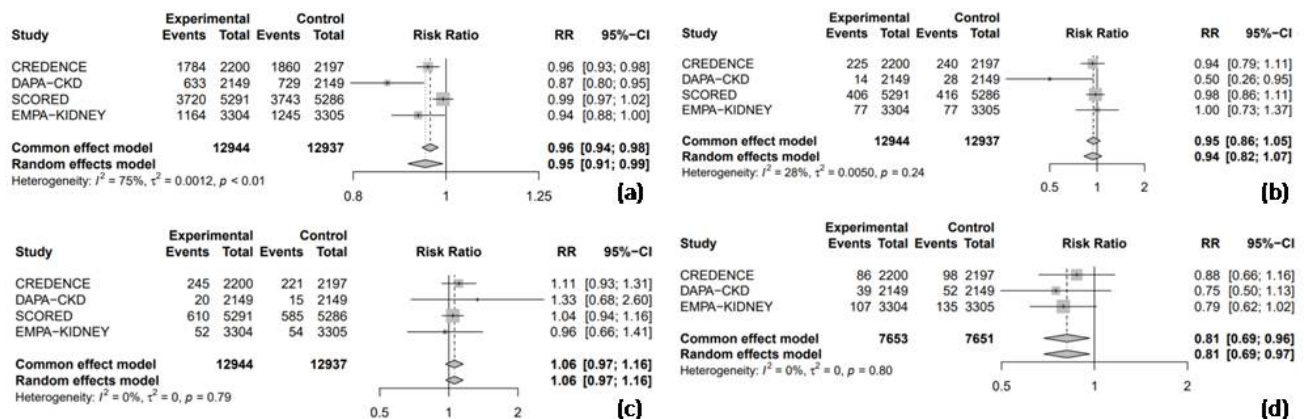 Experimental Control
Study Events Total Events Total Risk Ratio RR 95%−CI
CREDENCE 1784 2200 1860 2197 0.96 [0.93; 0.98]
DAPA−CKD 633 2149 729 2149 0.87 [0.80; 0.95]
SCORED 3720 5291 3743 5286 0.99 [0.97; 1.02]
EMPA−KIDNEY 1164 3304 1245 3305 0.94 [0.88; 1.00]
Common effect model 12944 12937 0.96 [0.94; 0.98]
Random effects model 0.95 [0.91; 0.99]
Heterogeneity: I² = 75%, τ² = 0.0012, p < 0.01
0.8 1 1.25
(a)
Experimental Control
Study Events Total Events Total Risk Ratio RR 95%−CI
CREDENCE 225 2200 240 2197 0.94 [0.79; 1.11]
DAPA−CKD 14 2149 28 2149 0.50 [0.26; 0.95]
SCORED 406 5291 416 5286 0.98 [0.86; 1.11]
EMPA−KIDNEY 77 3304 77 3305 1.00 [0.73; 1.37]
Common effect model 12944 12937 0.95 [0.86; 1.05]
Random effects model 0.94 [0.82; 1.07]
Heterogeneity: I² = 28%, τ² = 0.0050, p = 0.24
0.5 1 2
(b)
Experimental Control
Study Events Total Events Total Risk Ratio RR 95%−CI
CREDENCE 245 2200 221 2197 1.11 [0.93; 1.31]
DAPA−CKD 20 2149 15 2149 1.33 [0.68; 2.60]
SCORED 610 5291 585 5286 1.04 [0.94; 1.16]
EMPA−KIDNEY 52 3304 54 3305 0.96 [0.66; 1.41]
Common effect model 12944 12937 1.06 [0.97; 1.16]
Random effects model 1.06 [0.97; 1.16]
Heterogeneity: I² = 0%, τ² = 0, p = 0.79
0.5 1 2
(c)
Experimental Control
Study Events Total Events Total Risk Ratio RR 95%−CI
CREDENCE 86 2200 98 2197 0.88 [0.66; 1.16]
DAPA−CKD 39 2149 52 2149 0.75 [0.50; 1.13]
EMPA−KIDNEY 107 3304 135 3305 0.79 [0.62; 1.02]
Common effect model 7653 7651 0.81 [0.69; 0.96]
Random effects model 0.81 [0.69; 0.97]
Heterogeneity: I² = 0%, τ² = 0, p = 0.80
0.5 1 2
(d)